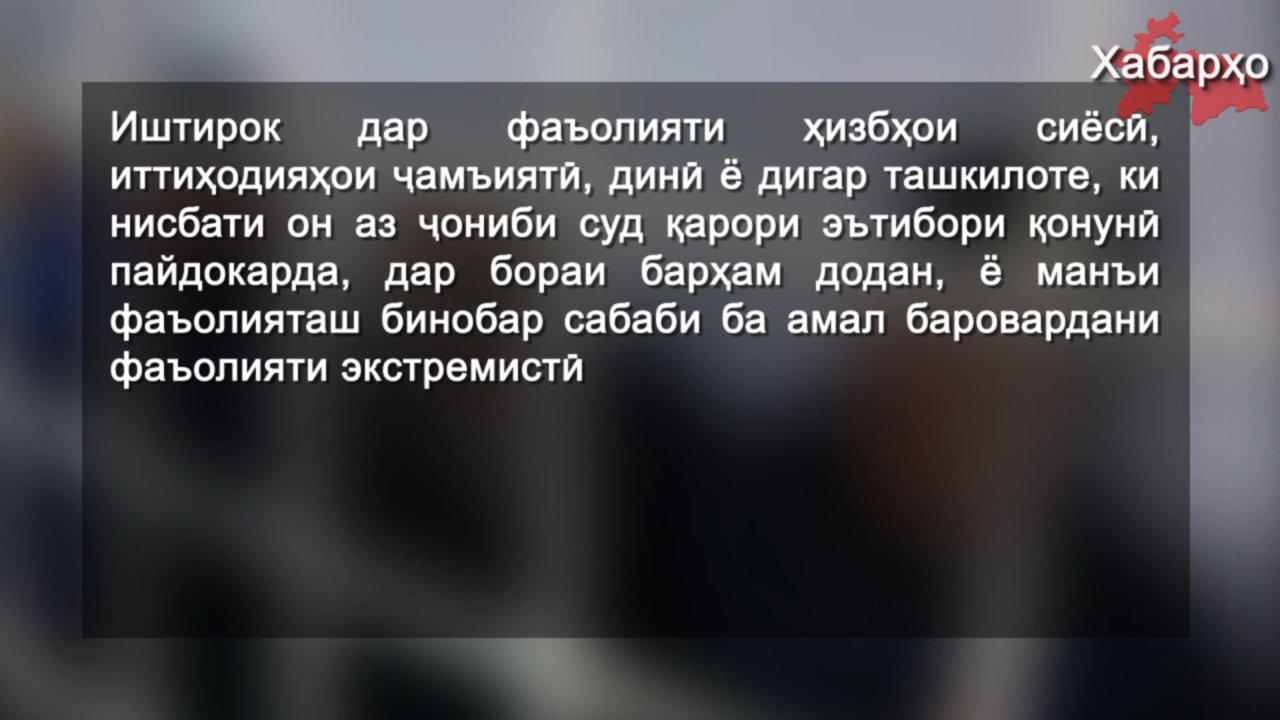 Хабарҳо
Иштирок дар фаъолияти ҳизбҳои сиёсӣ,
иттиҳодияҳои ҷамъиятӣ, динӣ ё дигар ташкилоте, ки
нисбати он аз ҷониби суд қарори эътибори қонунӣ
пайдокарда, дар бораи барҳам додан, ё манъи
фаъолияташ бинобар сабаби ба амал баровардани
фаъолияти экстремистӣ